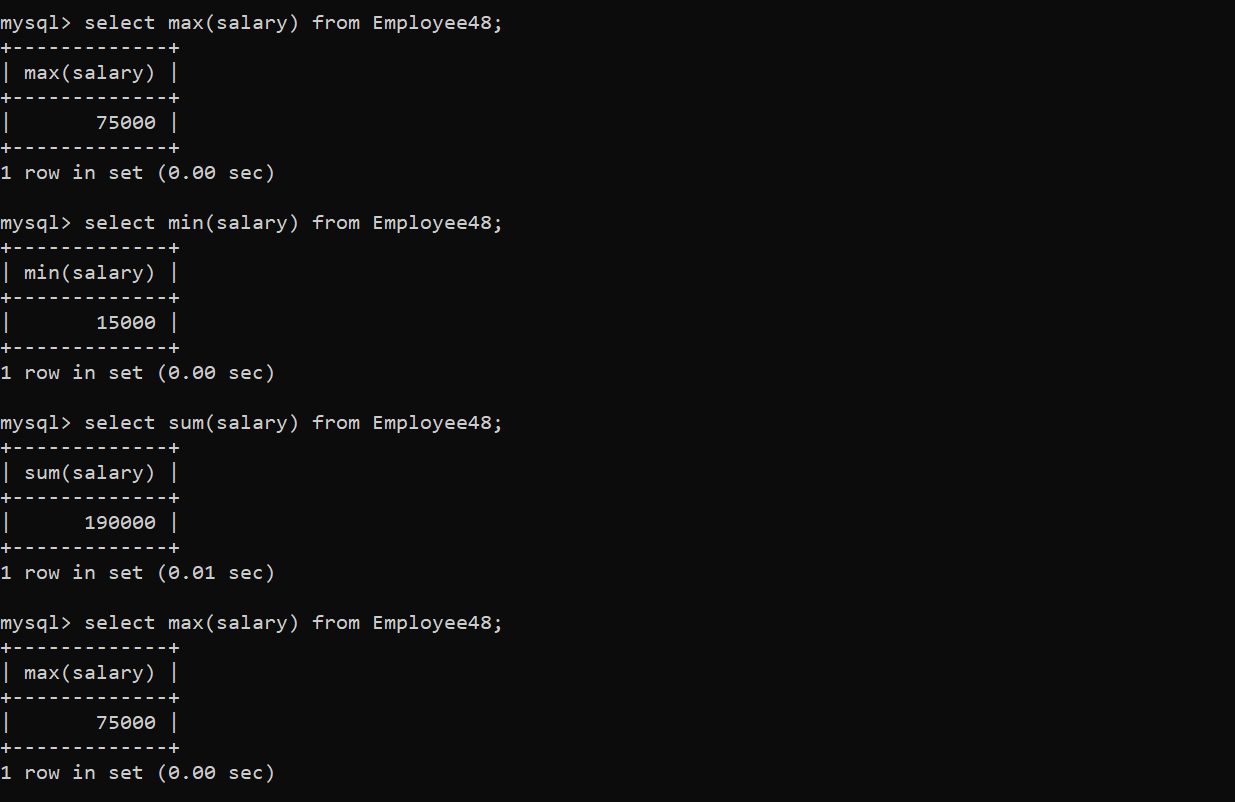 mysql> select max(salary) from Employee48;
+-------------+
| max(salary) |
+-------------+
|       75000 |
+-------------+
1 row in set (0.00 sec)

mysql> select min(salary) from Employee48;
+-------------+
| min(salary) |
+-------------+
|       15000 |
+-------------+
1 row in set (0.00 sec)

mysql> select sum(salary) from Employee48;
+-------------+
| sum(salary) |
+-------------+
|      190000 |
+-------------+
1 row in set (0.01 sec)

mysql> select max(salary) from Employee48;
+-------------+
| max(salary) |
+-------------+
|       75000 |
+-------------+
1 row in set (0.00 sec)